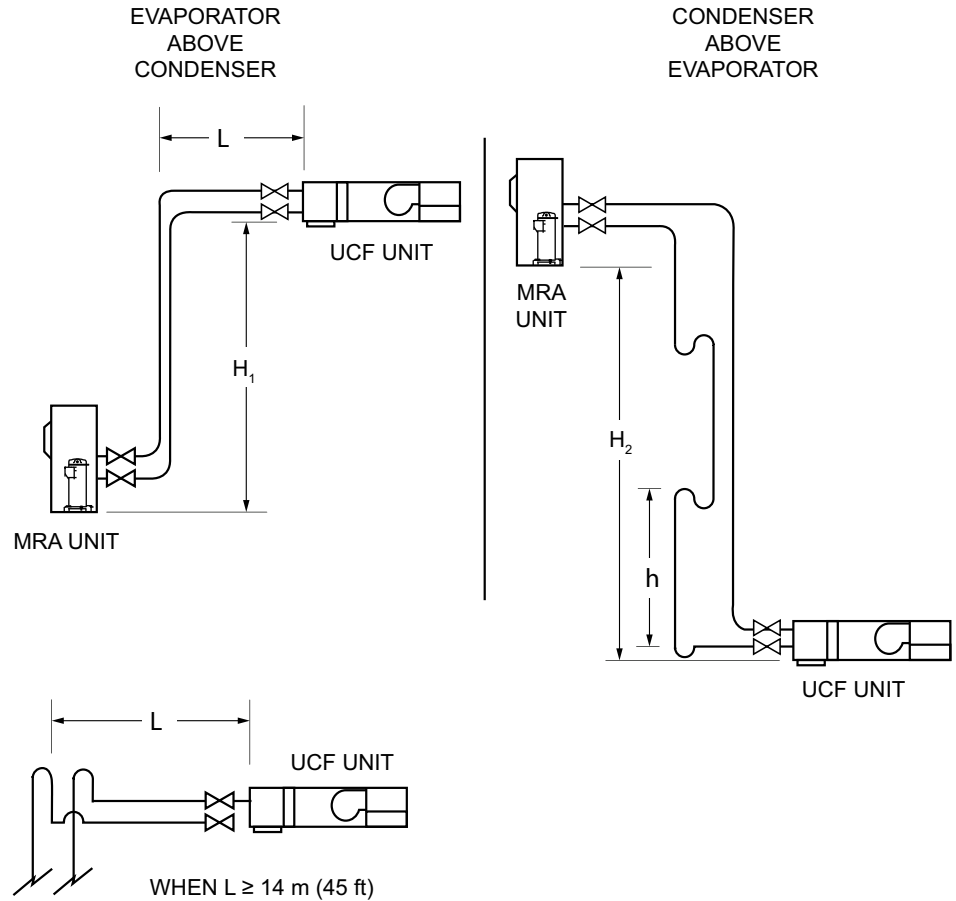 EVAPORATOR
ABOVE
CONDENSER
L
UCF UNIT
H₁
MRA UNIT
CONDENSER
ABOVE
EVAPORATOR
MRA
UNIT
H₂
h
UCF UNIT
L
UCF UNIT
WHEN L ≥ 14 m (45 ft)